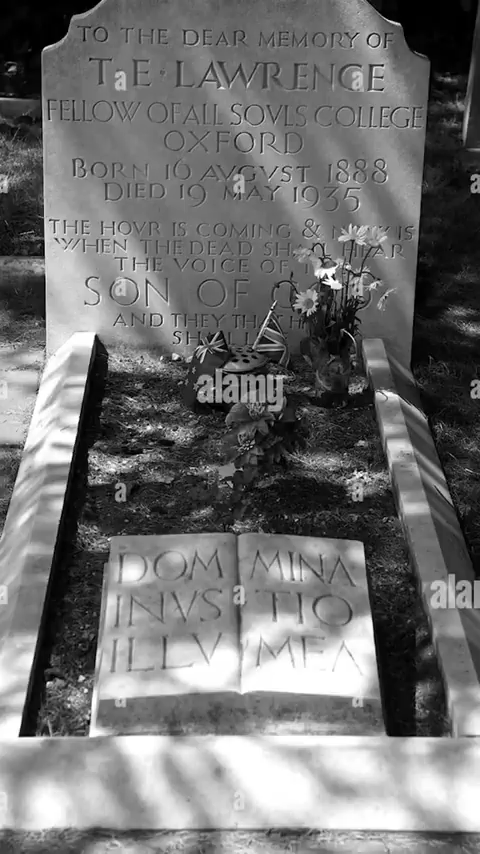 TO THE DEAR MEMORY OF
T·E·LAWRENCE
FELLOW OF ALL SOVLS COLLEGE
OXFORD
BORN 16 AVGVST 1888
DIED 19 MAY 1935
THE HOVR IS COMING & IS
WHEN THE DEAD
THE VOICE OF
SON OF
AND THEY
DOM MINA
INVS TIO
ILLV MEA
alamy